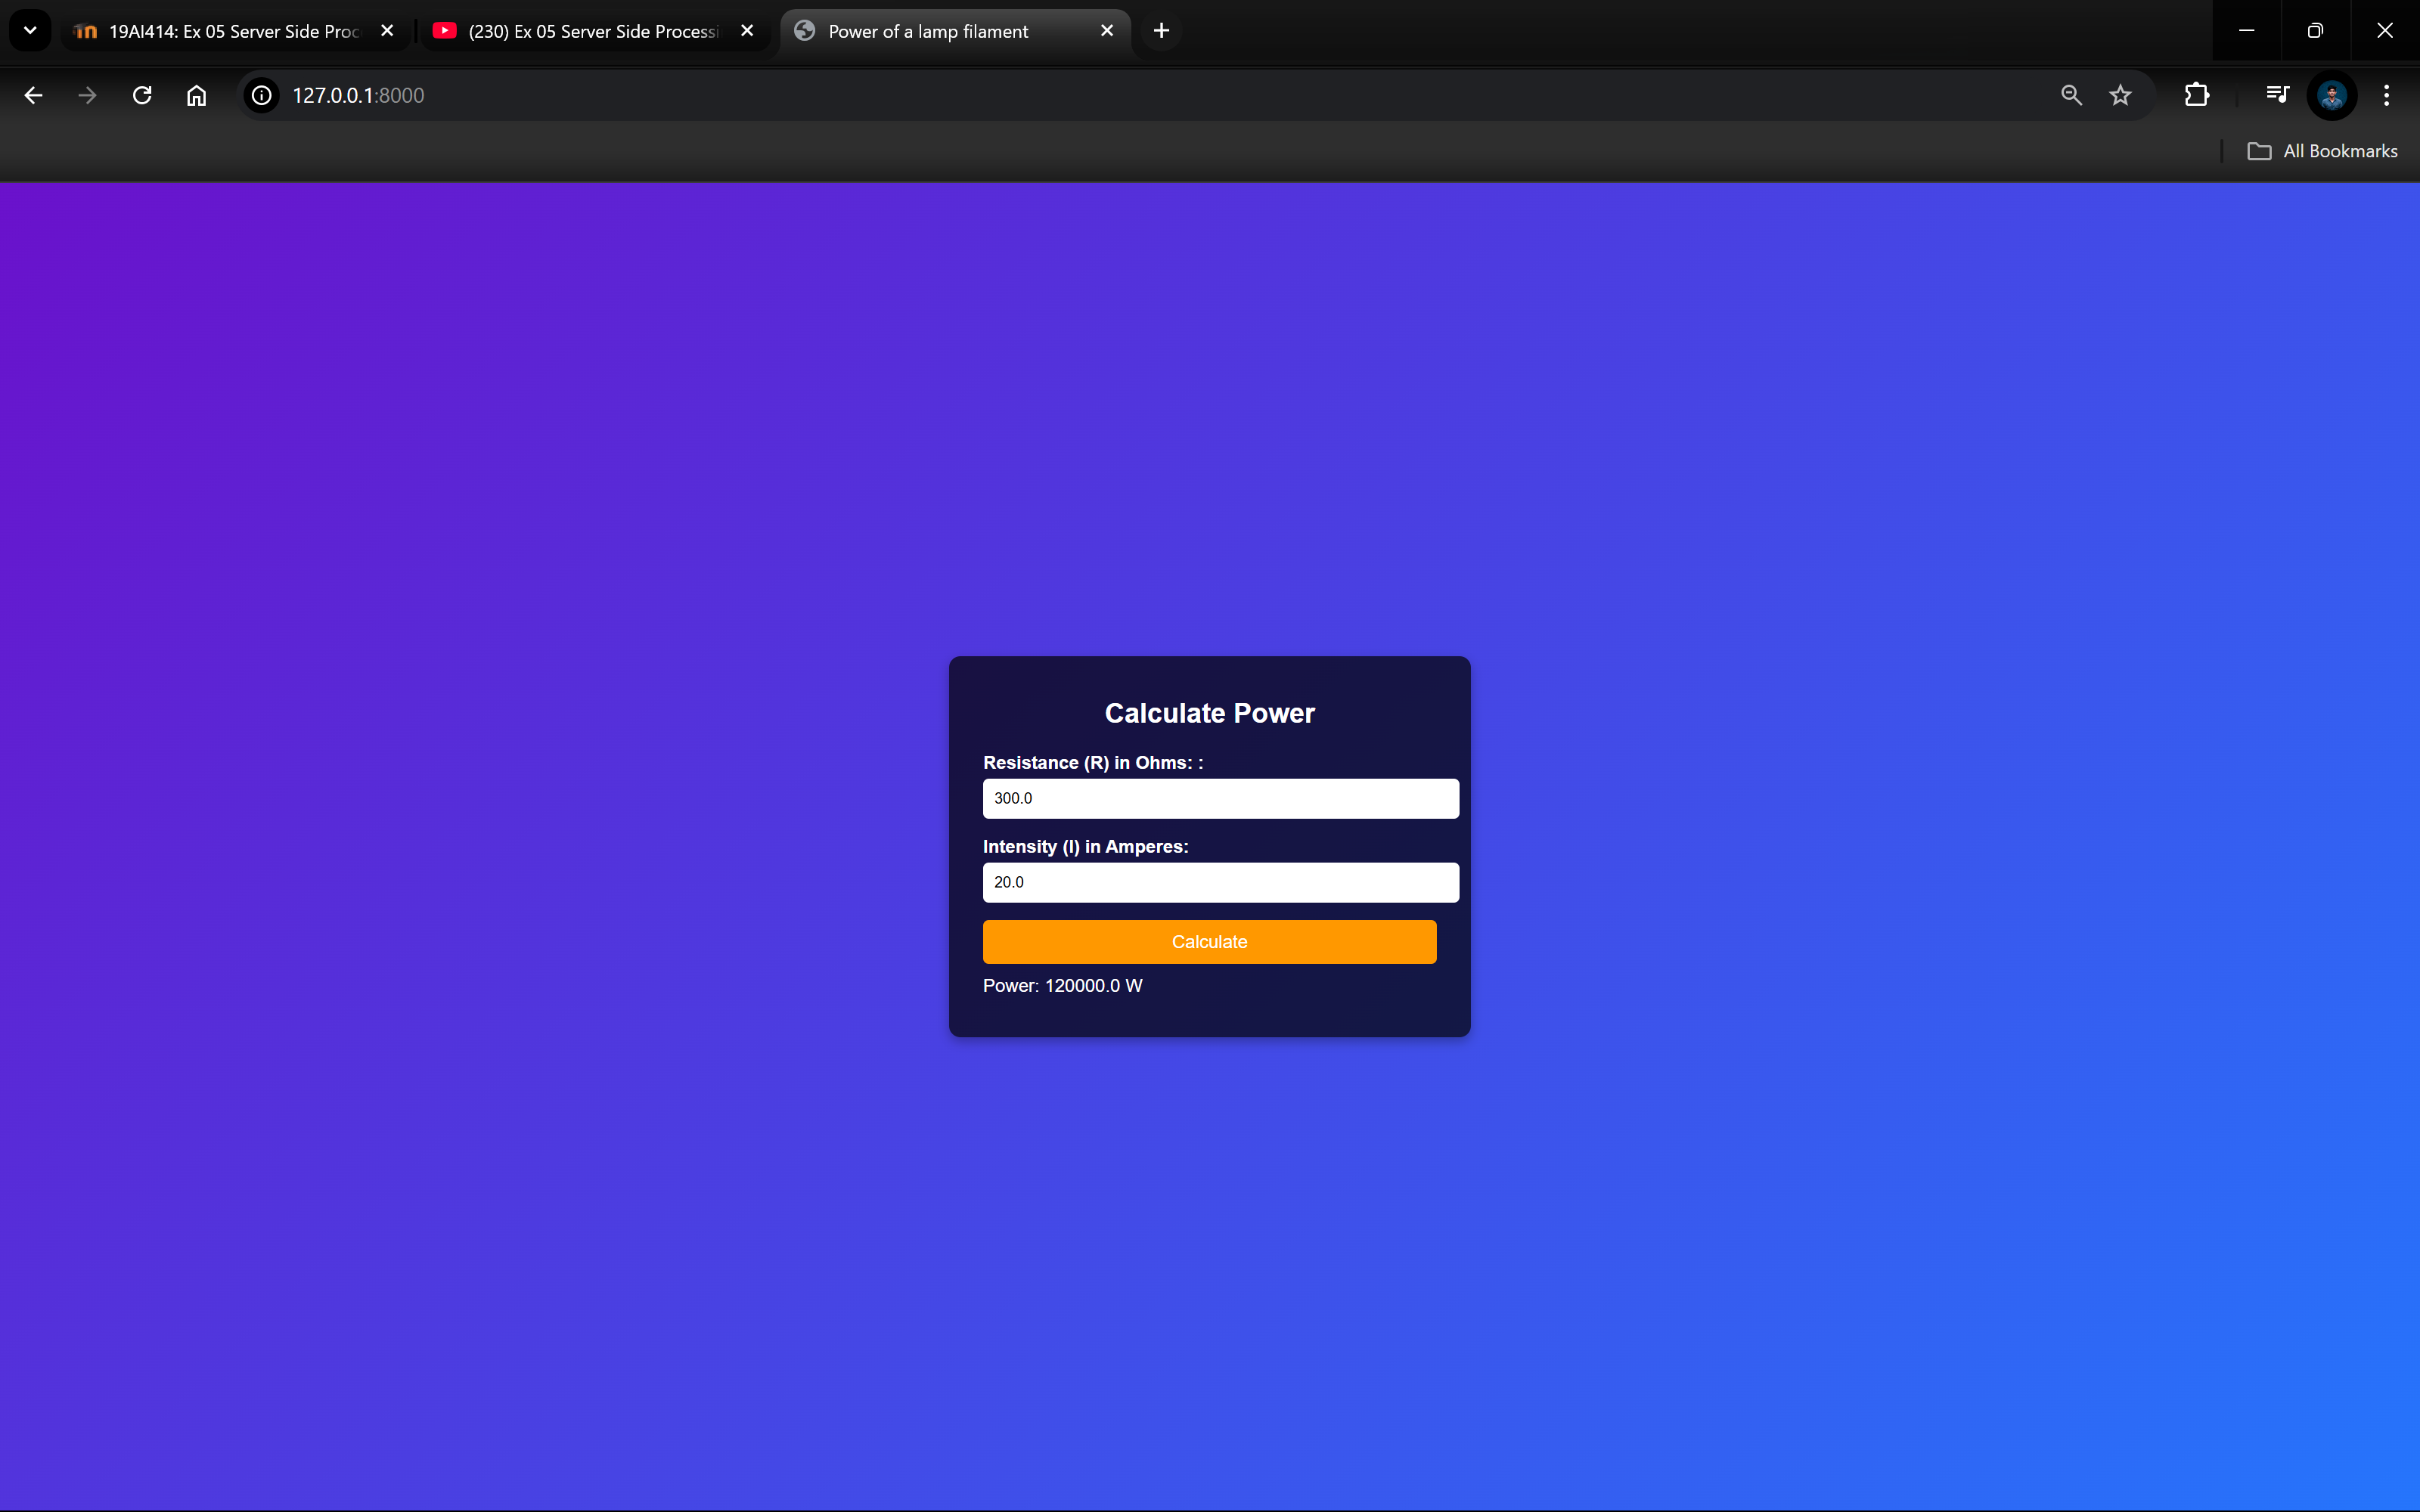 19AI414: Ex 05 Server Side Proc
(230) Ex 05 Server Side Processi
Power of a lamp filament
127.0.0.1:8000
All Bookmarks
Calculate Power
Resistance (R) in Ohms: :
300.0
Intensity (I) in Amperes:
20.0
Calculate
Power: 120000.0 W